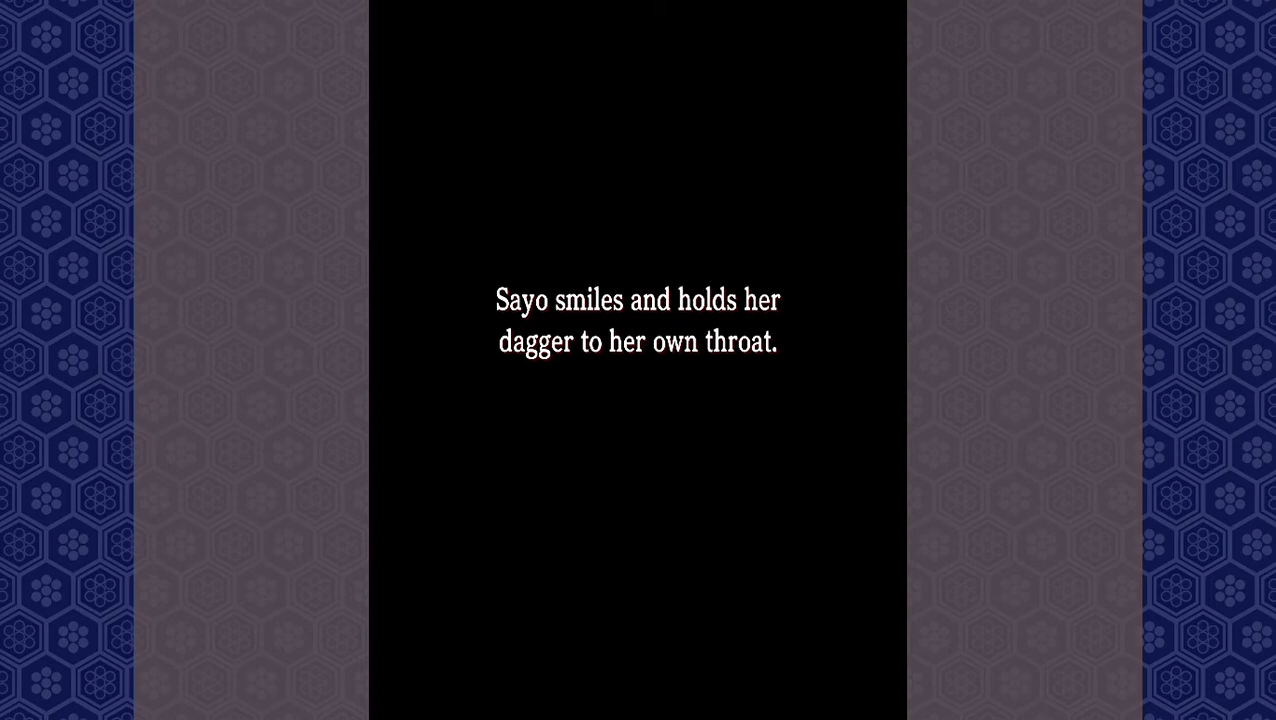 Sayo smiles and holds her
dagger to her own throat.